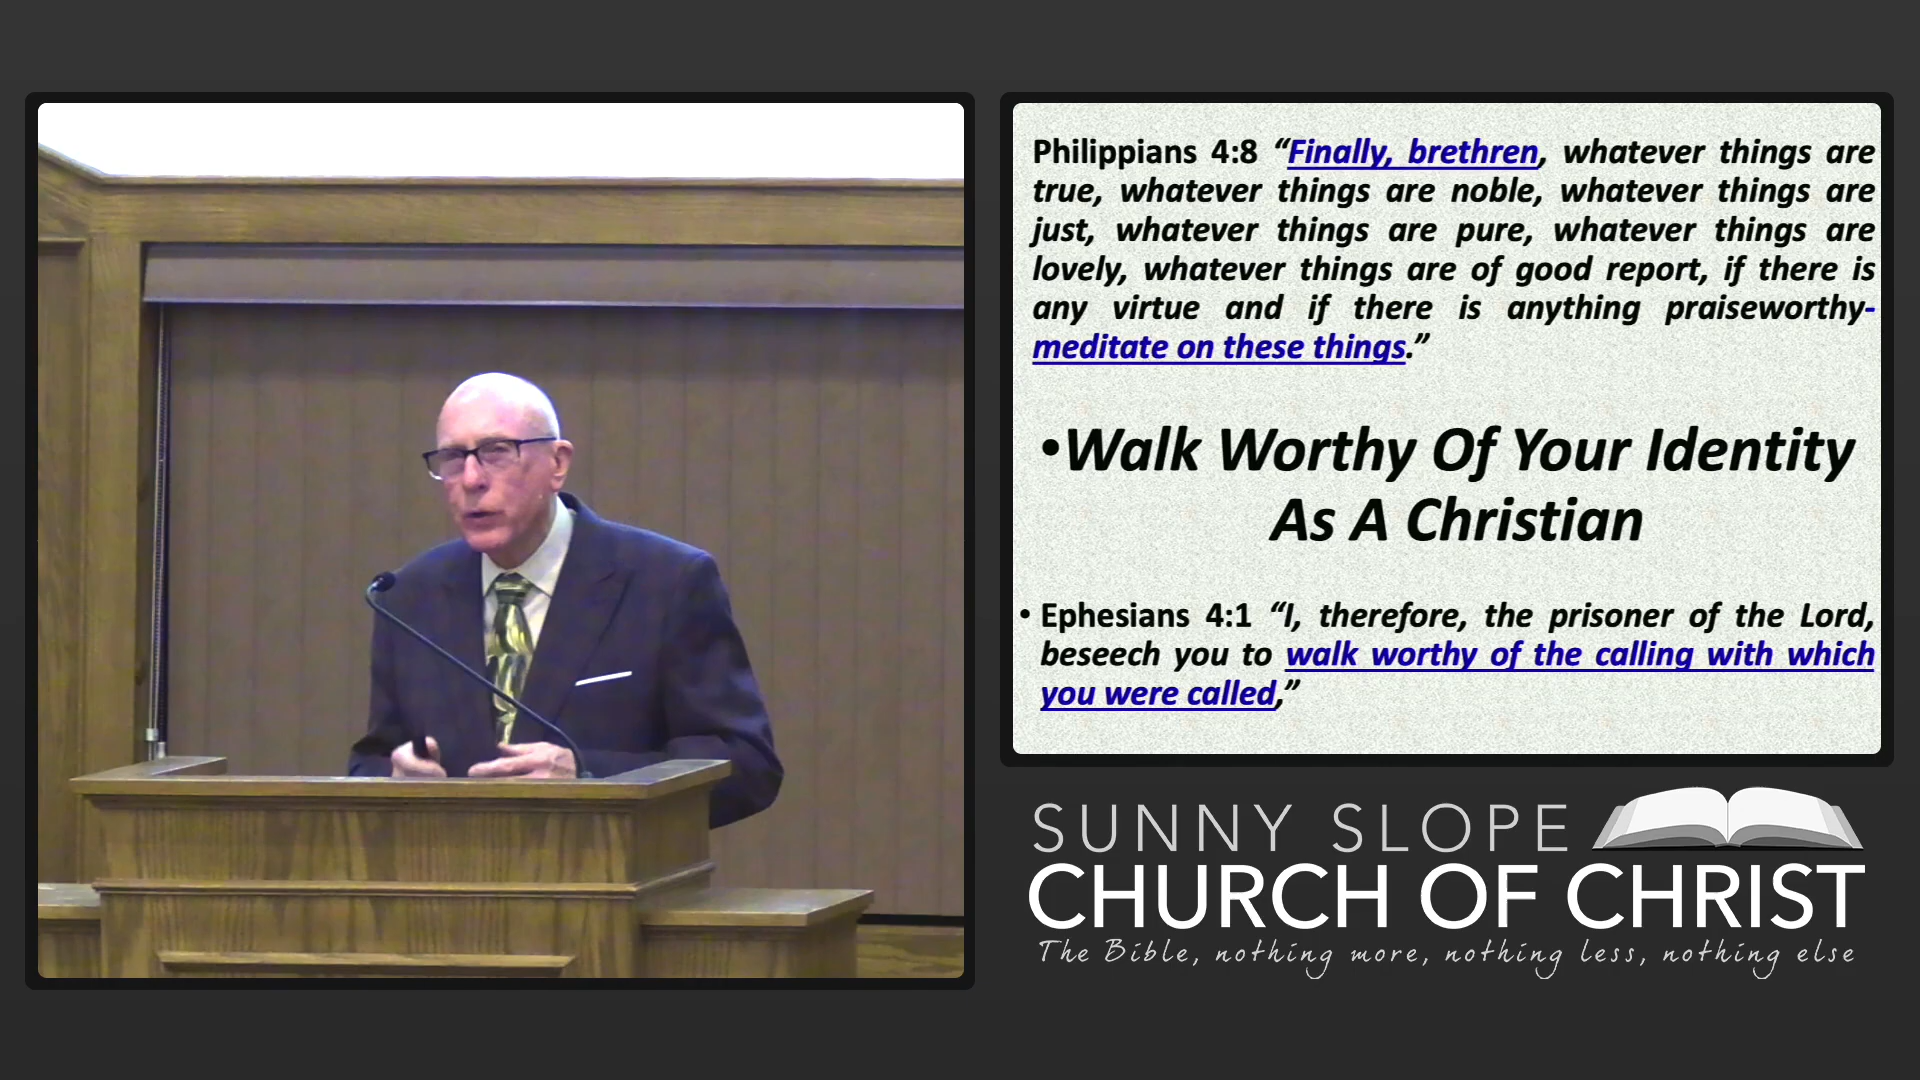 Philippians 4:8 “Finally, brethren, whatever things are
true, whatever things are noble, whatever things are
just, whatever things are pure, whatever things are
lovely, whatever things are of good report, if there is
any virtue and if there is anything praiseworthy-
meditate on these things.”
•Walk Worthy Of Your Identity
As A Christian
• Ephesians 4:1 “I, therefore, the prisoner of the Lord,
beseech you to walk worthy of the calling with which
you were called,”
SUNNY SLOPE
CHURCH OF CHRIST
The Bible, nothing more, nothing less, nothing else